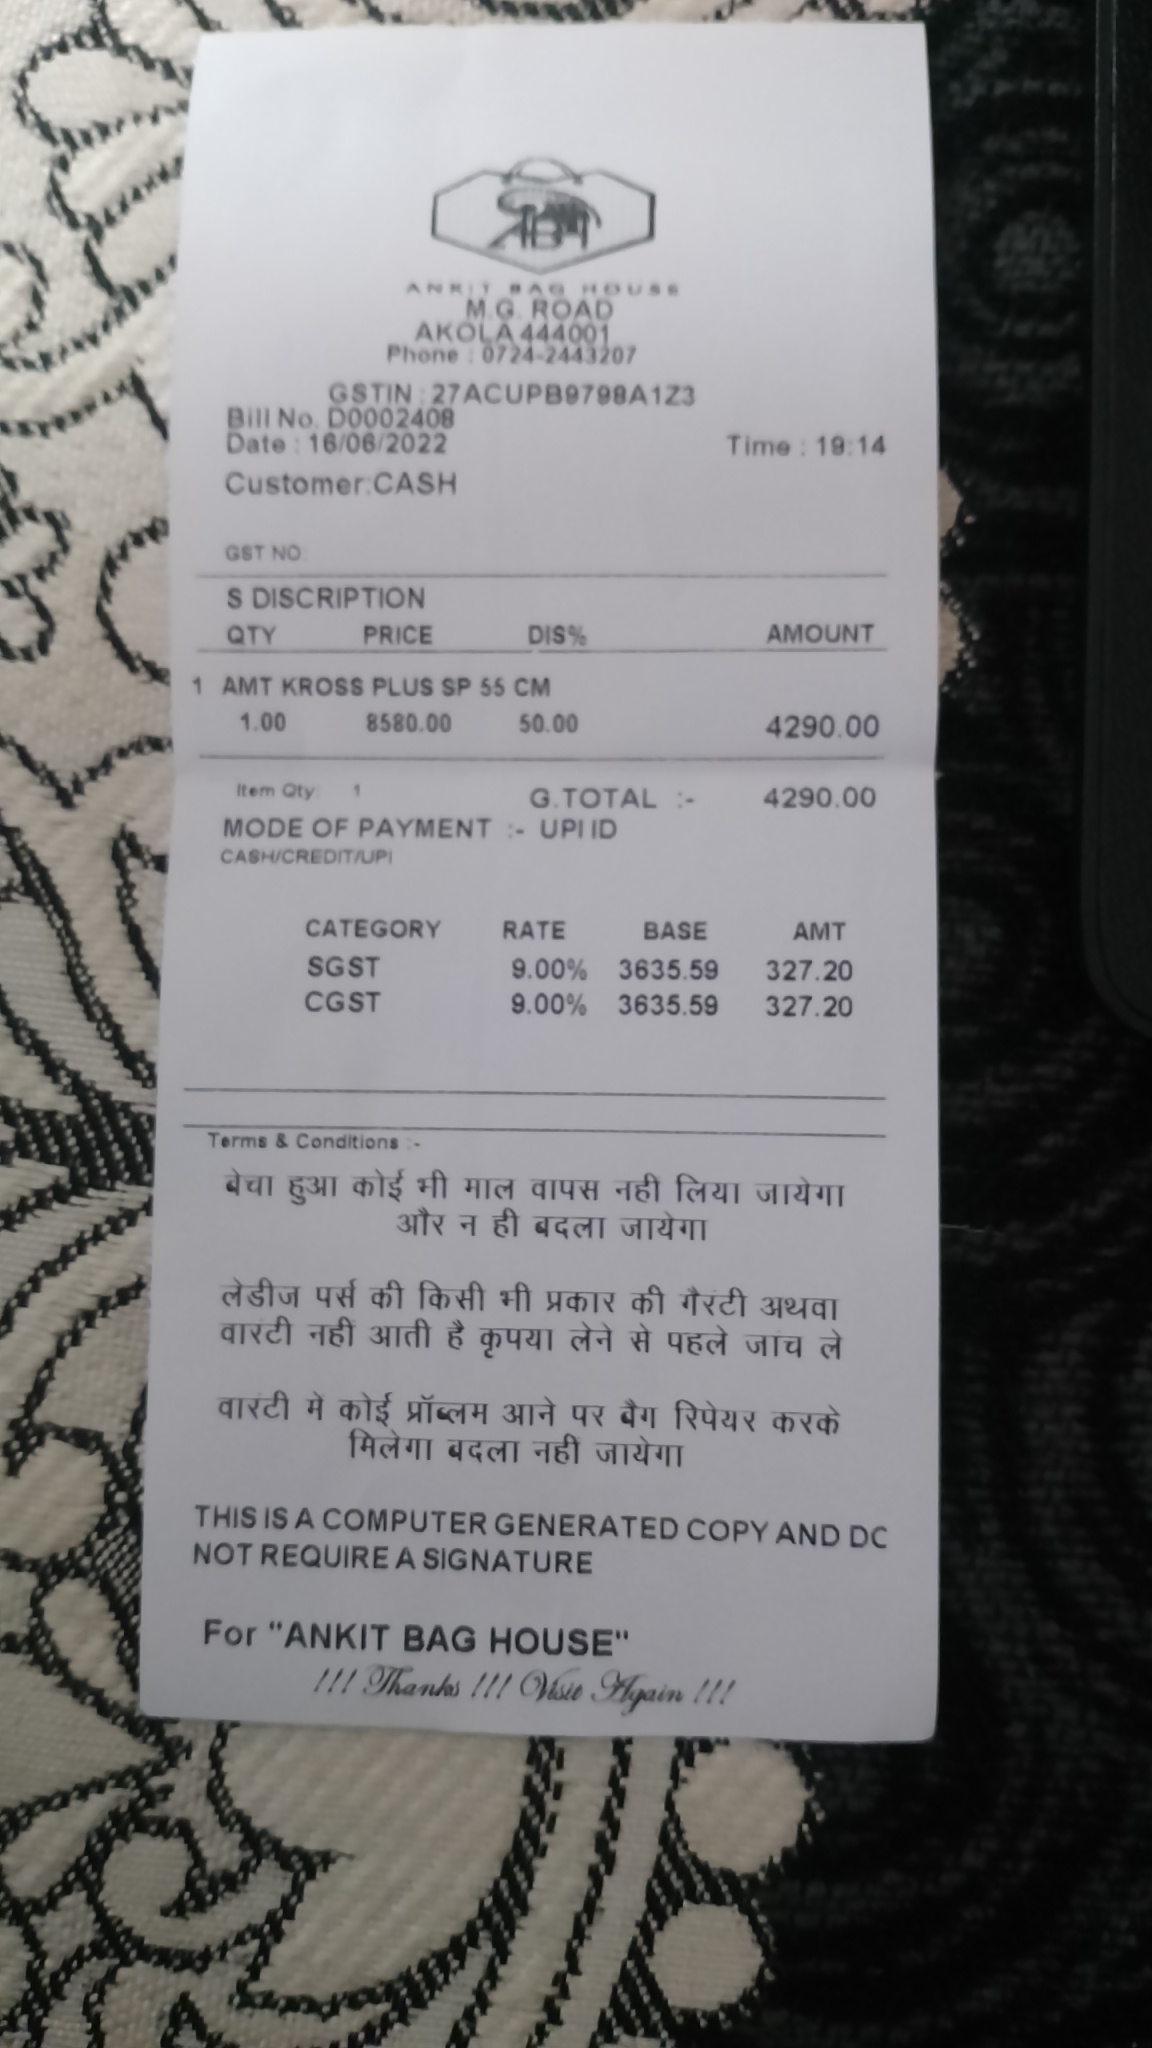 ABH
ANKIT BAG HOUSE
M.G. ROAD
AKOLA 444001
Phone : 0724-2443207
GSTIN : 27ACUPB9798A1Z3
Bill No. D0002408
Date : 16/06/2022 Time : 19:14
Customer:CASH
GST NO:
S DISCRIPTION
QTY PRICE DIS% AMOUNT
1 AMT KROSS PLUS SP 55 CM
1.00 8580.00 50.00 4290.00
Item Qty: 1 G.TOTAL :- 4290.00
MODE OF PAYMENT :- UPI ID
CASH/CREDIT/UPI
CATEGORY RATE BASE AMT
SGST 9.00% 3635.59 327.20
CGST 9.00% 3635.59 327.20
Terms & Conditions :-
बेचा हुआ कोई भी माल वापस नही लिया जायेगा
और न ही बदला जायेगा
लेडीज पर्स की किसी भी प्रकार की गैरंटी अथवा
वारंटी नहीं आती है कृपया लेने से पहले जांच ले
वारंटी मे कोई प्रॉब्लम आने पर बैग रिपेयर करके
मिलेगा बदला नही जायेगा
THIS IS A COMPUTER GENERATED COPY AND DO
NOT REQUIRE A SIGNATURE
For "ANKIT BAG HOUSE"
!!! Thanks !!! Visit Again !!!